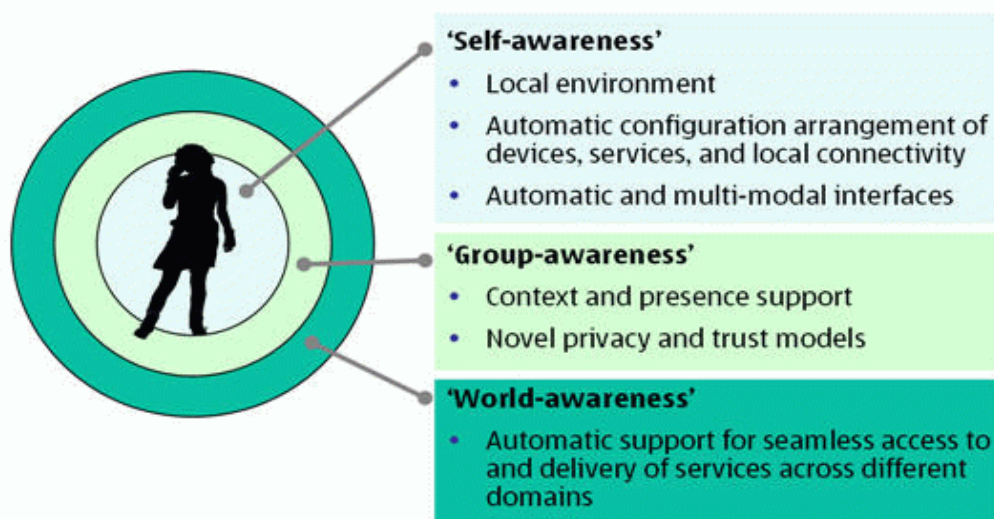 ‘Self-awareness’
• Local environment
• Automatic configuration arrangement of
devices, services, and local connectivity
• Automatic and multi-modal interfaces
‘Group-awareness’
• Context and presence support
• Novel privacy and trust models
‘World-awareness’
• Automatic support for seamless access to
and delivery of services across different
domains